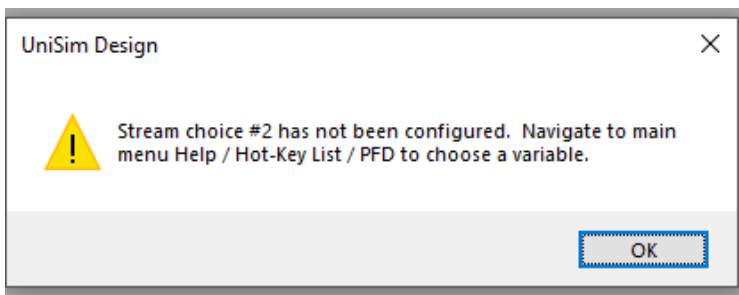 UniSim Design
Stream choice #2 has not been configured.  Navigate to main
menu Help / Hot-Key List / PFD to choose a variable.
OK